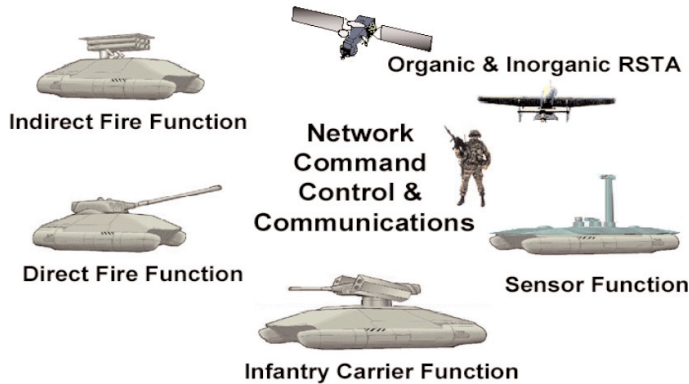 Organic & Inorganic RSTA
Indirect Fire Function
Network
Command
Control &
Communications
Direct Fire Function
Sensor Function
Infantry Carrier Function